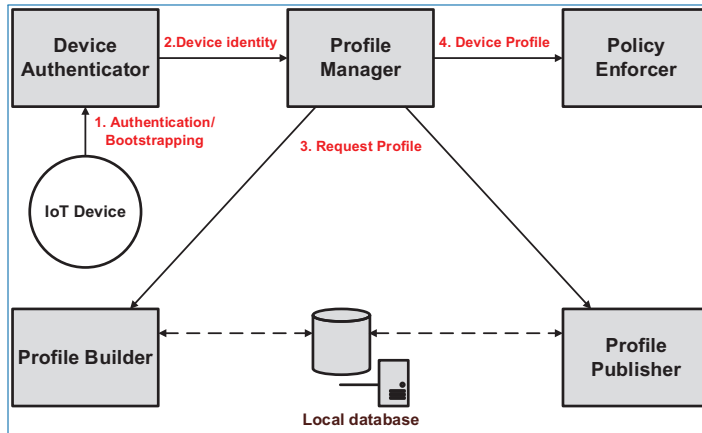 Device
Authenticator
2.Device identity
Profile
Manager
4. Device Profile
Policy
Enforcer
1. Authentication/
Bootstrapping
3. Request Profile
IoT Device
Profile Builder
Profile
Publisher
Local database